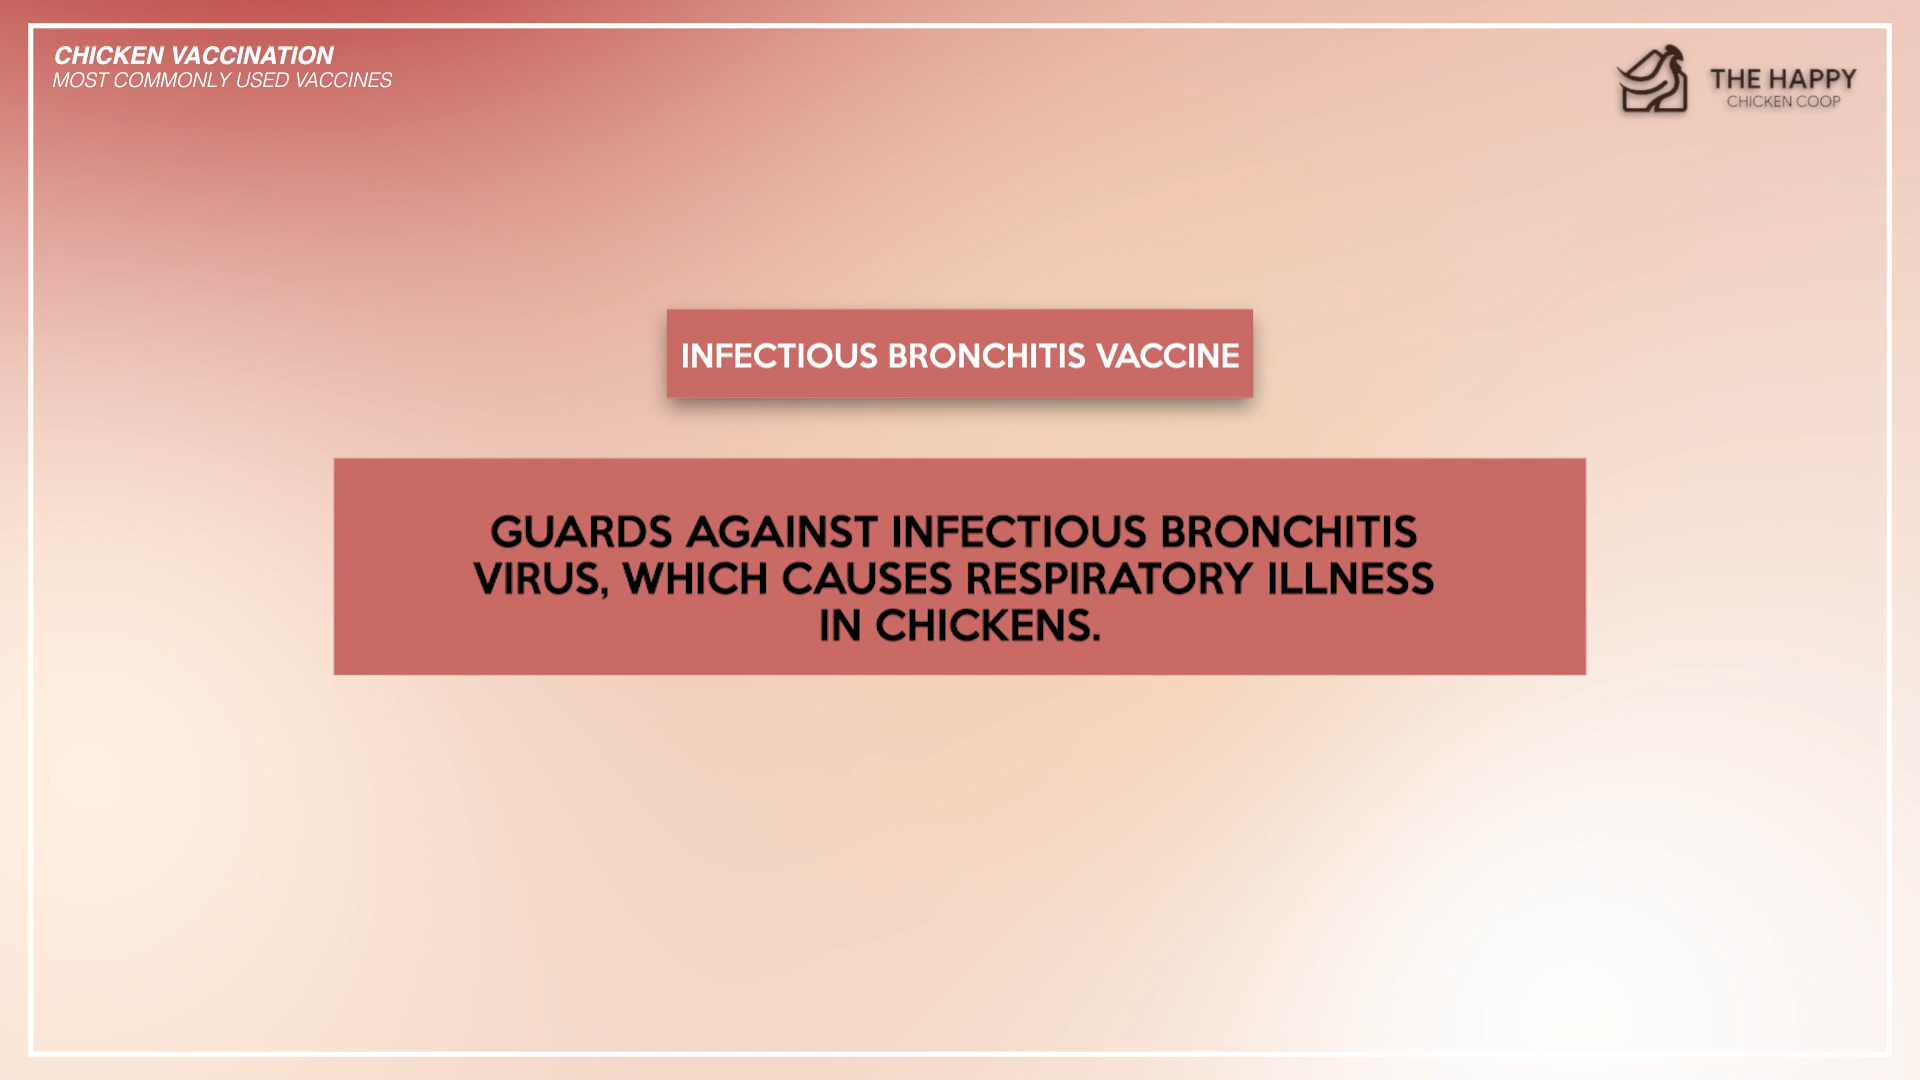 CHICKEN VACCINATION
MOST COMMONLY USED VACCINES
THE HAPPY
CHICKEN COOP
INFECTIOUS BRONCHITIS VACCINE
GUARDS AGAINST INFECTIOUS BRONCHITIS
VIRUS, WHICH CAUSES RESPIRATORY ILLNESS
IN CHICKENS.